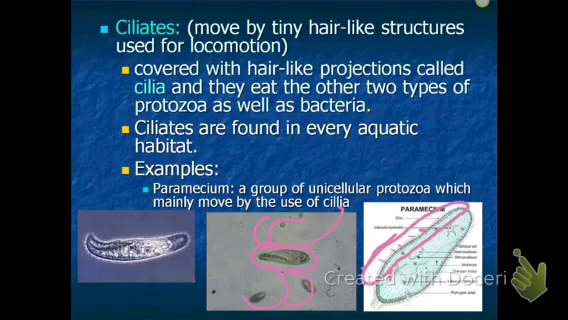 Ciliates: (move by tiny hair-like structures
used for locomotion)
covered with hair-like projections called
cilia and they eat the other two types of
protozoa as well as bacteria.
Ciliates are found in every aquatic
habitat.
Examples:
Paramecium: a group of unicellular protozoa which
mainly move by the use of cillia
PARAMECIUM
Cilia
Created with Doceri